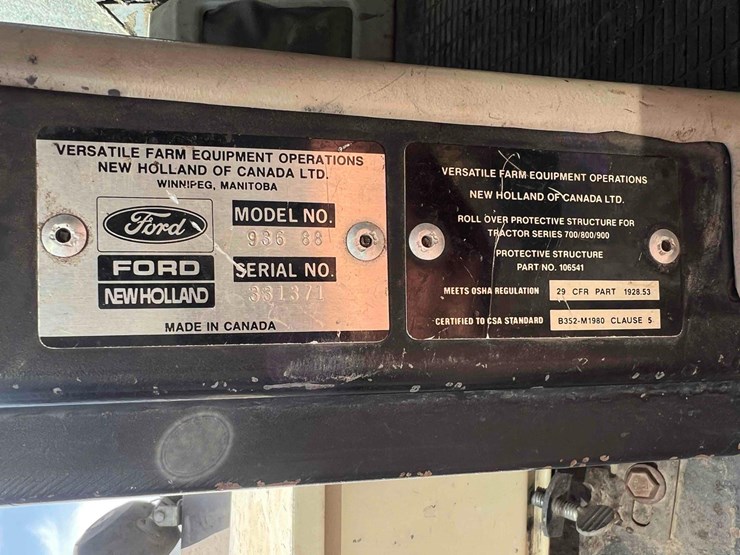 VERSATILE FARM EQUIPMENT OPERATIONS
NEW HOLLAND OF CANADA LTD.
WINNIPEG, MANITOBA
Ford
MODEL NO.
936 88
FORD
NEW HOLLAND
SERIAL NO.
331371
MADE IN CANADA
VERSATILE FARM EQUIPMENT OPERATIONS
NEW HOLLAND OF CANADA LTD.
ROLL OVER PROTECTIVE STRUCTURE FOR
TRACTOR SERIES 700/800/900
PROTECTIVE STRUCTURE
PART NO. 106541
MEETS OSHA REGULATION 29 CFR PART 1928.53
CERTIFIED TO CSA STANDARD B352-M1980 CLAUSE 5